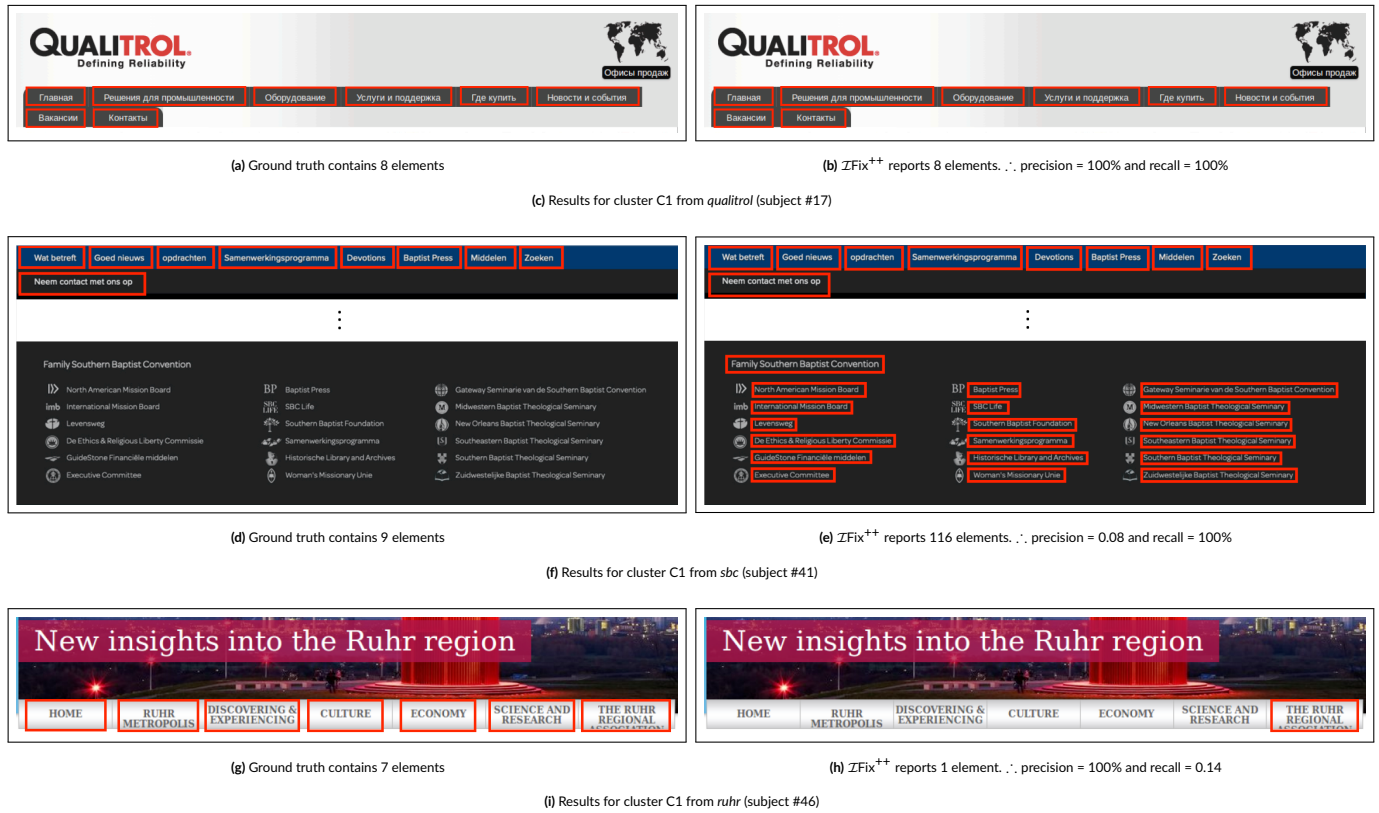 QUALITROL.
Defining Reliability
Офисы продаж
Главная Решения для промышленности Оборудование Услуги и поддержка Где купить Новости и события
Вакансии Контакты
(a) Ground truth contains 8 elements
QUALITROL.
Defining Reliability
Офисы продаж
Главная Решения для промышленности Оборудование Услуги и поддержка Где купить Новости и события
Вакансии Контакты
(b) ℐFix++ reports 8 elements. ∴ precision = 100% and recall = 100%
(c) Results for cluster C1 from qualitrol (subject #17)
Wat betreft Goed nieuws opdrachten Samenwerkingsprogramma Devotions Baptist Press Middelen Zoeken
Neem contact met ons op
Family Southern Baptist Convention
North American Mission Board BP Baptist Press Gateway Seminarie van de Southern Baptist Convention
imb International Mission Board SBC LIFE SBC Life M Midwestern Baptist Theological Seminary
Levensweg Southern Baptist Foundation New Orleans Baptist Theological Seminary
De Ethics & Religious Liberty Commissie Samenwerkingsprogramma [S] Southeastern Baptist Theological Seminary
GuideStone Financiële middelen Historische Library and Archives Southern Baptist Theological Seminary
Executive Committee Woman's Missionary Unie Zuidwestelijke Baptist Theological Seminary
(d) Ground truth contains 9 elements
Wat betreft Goed nieuws opdrachten Samenwerkingsprogramma Devotions Baptist Press Middelen Zoeken
Neem contact met ons op
Family Southern Baptist Convention
North American Mission Board BP Baptist Press Gateway Seminarie van de Southern Baptist Convention
imb International Mission Board SBC LIFE SBC Life M Midwestern Baptist Theological Seminary
Levensweg Southern Baptist Foundation New Orleans Baptist Theological Seminary
De Ethics & Religious Liberty Commissie Samenwerkingsprogramma [S] Southeastern Baptist Theological Seminary
GuideStone Financiële middelen Historische Library and Archives Southern Baptist Theological Seminary
Executive Committee Woman's Missionary Unie Zuidwestelijke Baptist Theological Seminary
(e) ℐFix++ reports 116 elements. ∴ precision = 0.08 and recall = 100%
(f) Results for cluster C1 from sbc (subject #41)
New insights into the Ruhr region
HOME RUHR METROPOLIS DISCOVERING & EXPERIENCING CULTURE ECONOMY SCIENCE AND RESEARCH THE RUHR REGIONAL ASSOCIATION
(g) Ground truth contains 7 elements
New insights into the Ruhr region
HOME RUHR METROPOLIS DISCOVERING & EXPERIENCING CULTURE ECONOMY SCIENCE AND RESEARCH THE RUHR REGIONAL ASSOCIATION
(h) ℐFix++ reports 1 element. ∴ precision = 100% and recall = 0.14
(i) Results for cluster C1 from ruhr (subject #46)